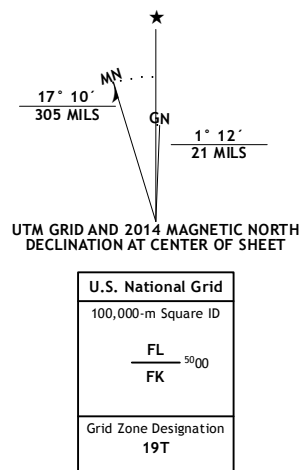 ★
MN
17° 10´
305 MILS
GN
1° 12´
21 MILS
UTM GRID AND 2014 MAGNETIC NORTH
DECLINATION AT CENTER OF SHEET
U.S. National Grid
100,000-m Square ID
FL
5000
FK
Grid Zone Designation
19T